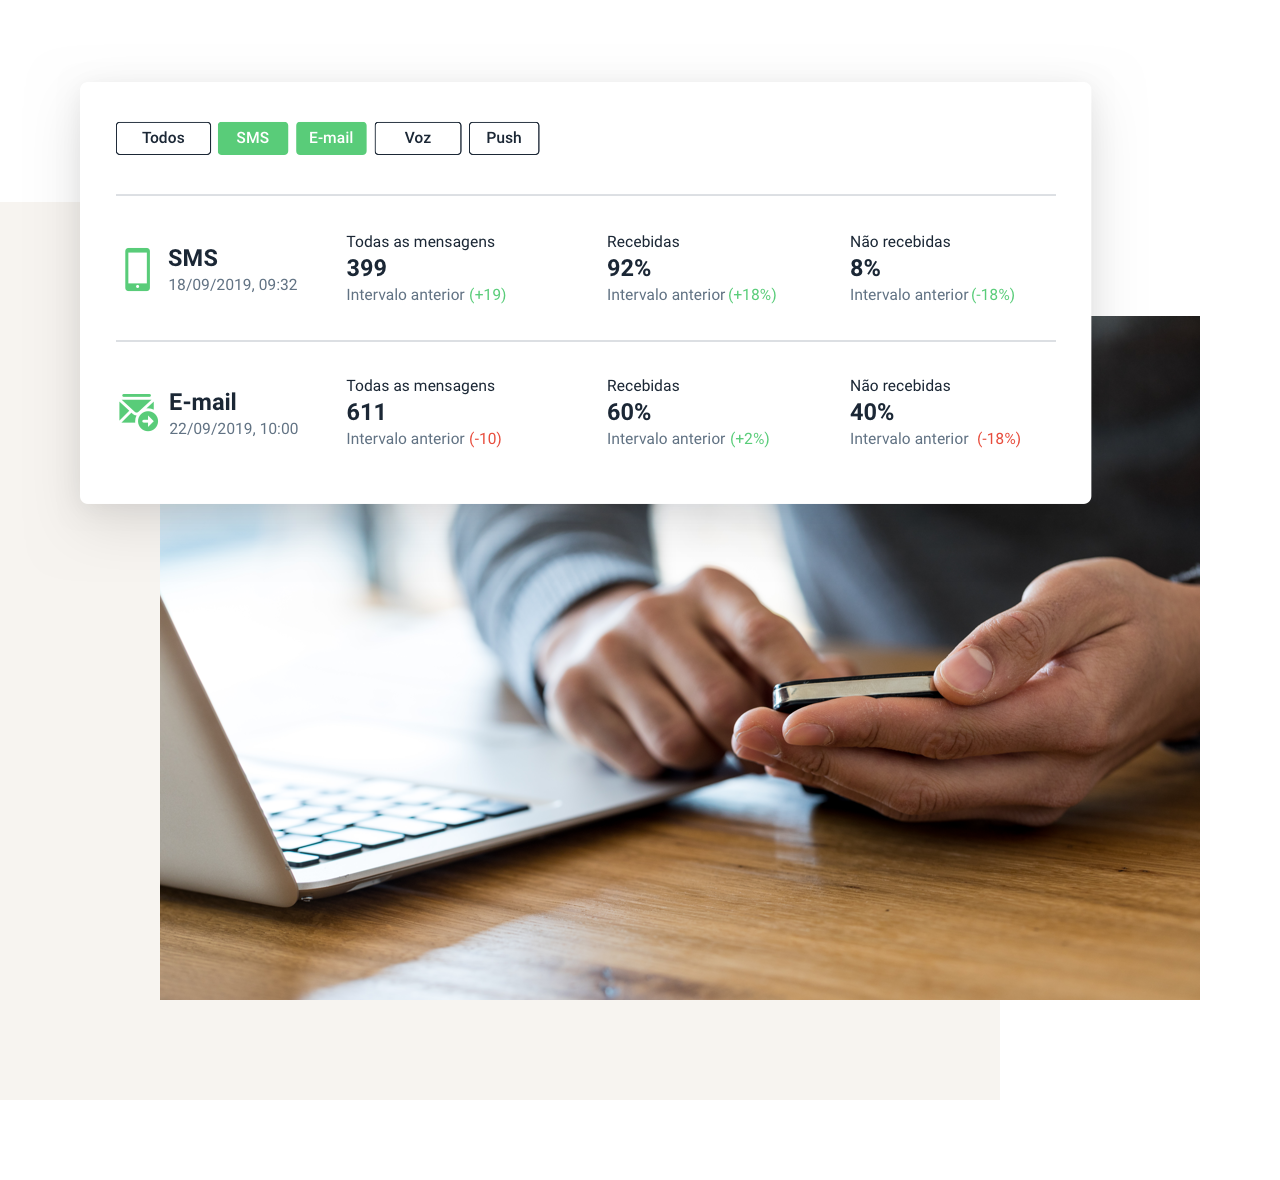 Todos SMS E-mail Voz Push
SMS
18/09/2019, 09:32
Todas as mensagens
399
Intervalo anterior (+19)
Recebidas
92%
Intervalo anterior (+18%)
Não recebidas
8%
Intervalo anterior (-18%)
E-mail
22/09/2019, 10:00
Todas as mensagens
611
Intervalo anterior (-10)
Recebidas
60%
Intervalo anterior (+2%)
Não recebidas
40%
Intervalo anterior (-18%)